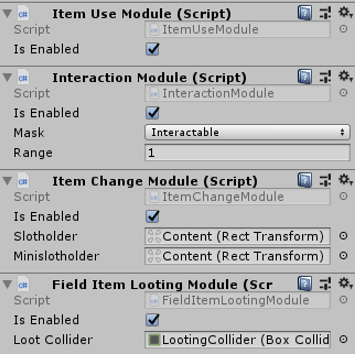 Item Use Module (Script)
Script ItemUseModule
Is Enabled
Interaction Module (Script)
Script InteractionModule
Is Enabled
Mask Interactable
Range 1
Item Change Module (Script)
Script ItemChangeModule
Is Enabled
Slotholder Content (Rect Transform)
Minislotholder Content (Rect Transform)
Field Item Looting Module (Scr
Script FieldItemLootingModule
Is Enabled
Loot Collider LootingCollider (Box Collid